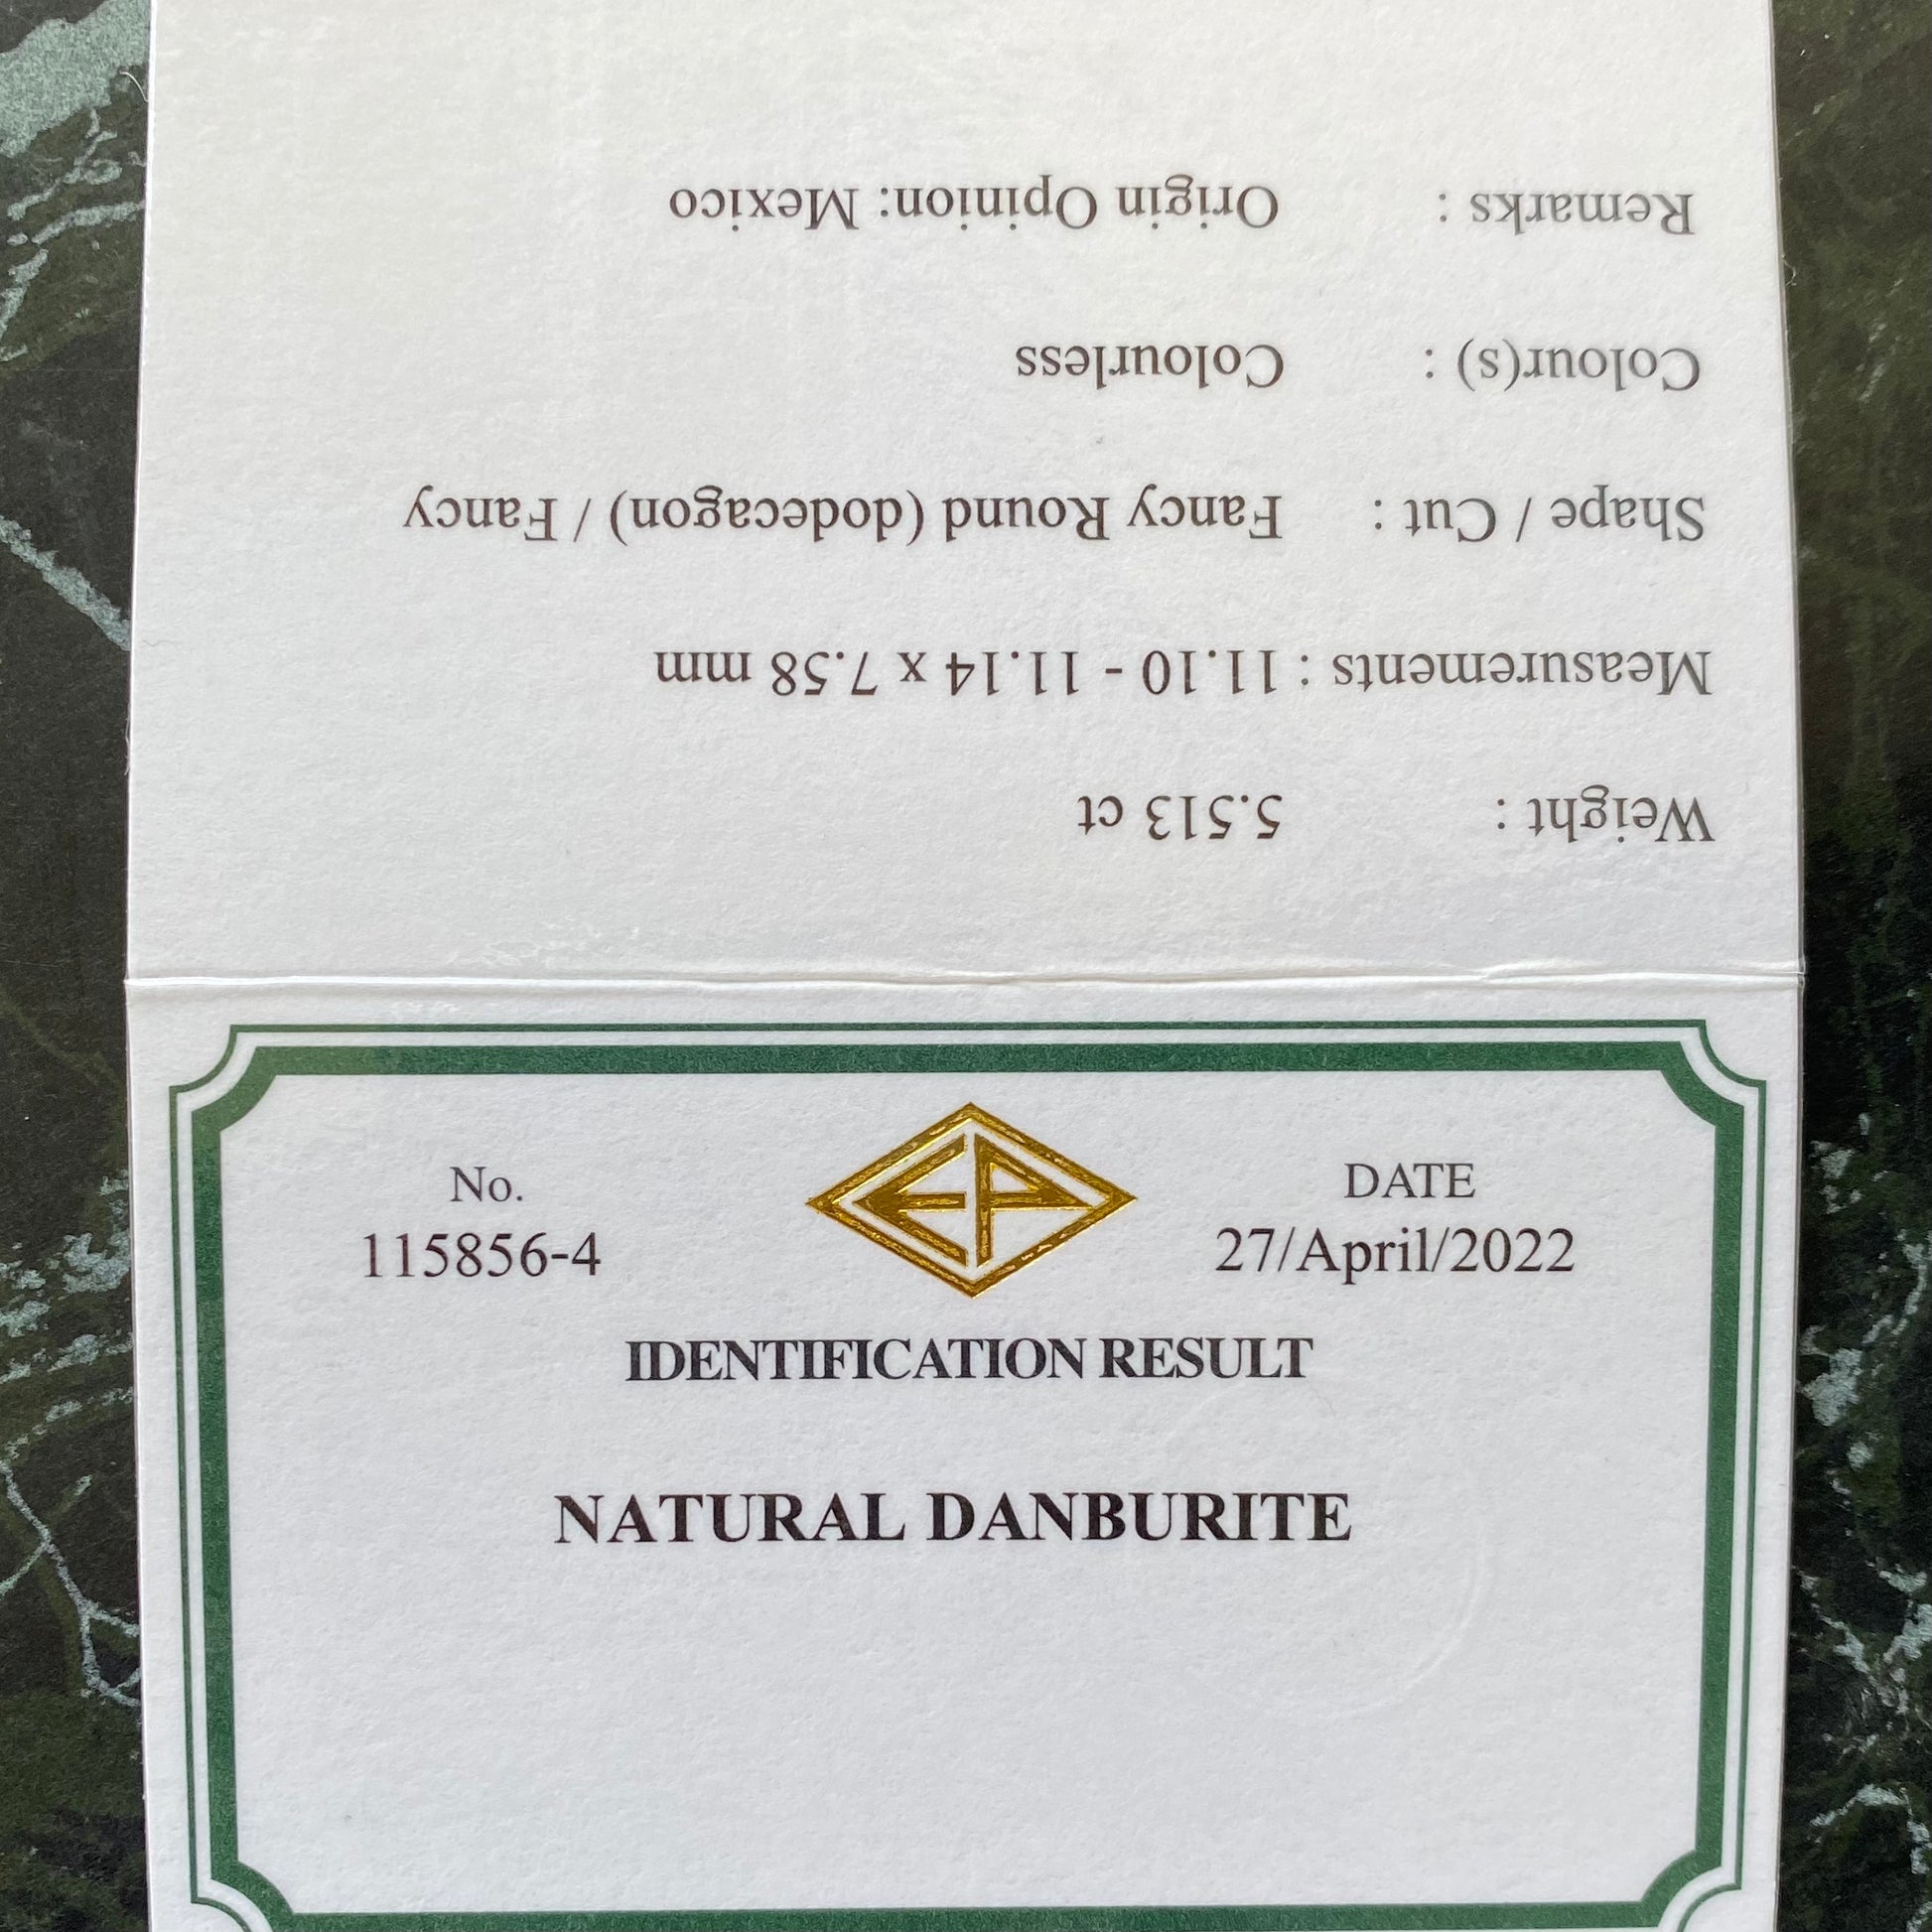 Weight : 5.513 ct
Measurements : 11.10 - 11.14 x 7.58 mm
Shape / Cut : Fancy Round (dodecagon) / Fancy
Colour(s) : Colourless
Remarks : Origin Opinion: Mexico
No.
115856-4
EP
DATE
27/April/2022
IDENTIFICATION RESULT
NATURAL DANBURITE